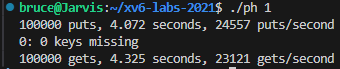 bruce@Jarvis:~/xv6-labs-2021$ ./ph 1
100000 puts, 4.072 seconds, 24557 puts/second
0: 0 keys missing
100000 gets, 4.325 seconds, 23121 gets/second